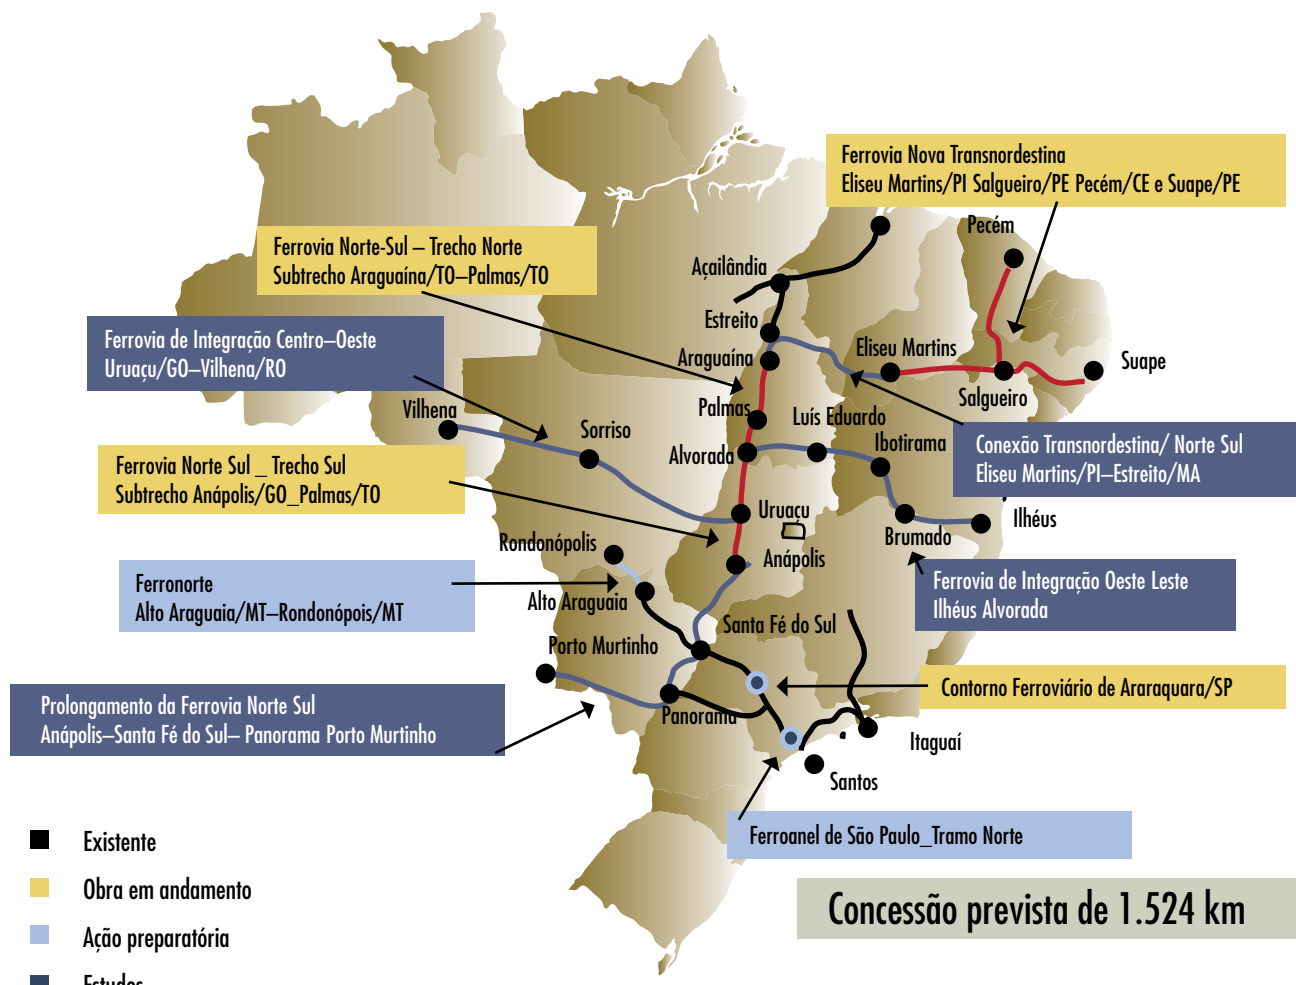 Ferrovia Nova Transnordestina
Eliseu Martins/PI Salgueiro/PE Pecém/CE e Suape/PE
Pecém
Ferrovia Norte-Sul – Trecho Norte
Subtrecho Araguaína/TO–Palmas/TO
Açailândia
Estreito
Ferrovia de Integração Centro–Oeste
Uruaçu/GO–Vilhena/RO
Araguaína
Eliseu Martins
Suape
Salgueiro
Vilhena
Palmas
Luís Eduardo
Sorriso
Ibotirama
Alvorada
Conexão Transnordestina/ Norte Sul
Eliseu Martins/PI–Estreito/MA
Ferrovia Norte Sul _ Trecho Sul
Subtrecho Anápolis/GO_Palmas/TO
Uruaçu
Ilhéus
Brumado
Rondonópolis
Anápolis
Ferronorte
Alto Araguaia/MT–Rondonópois/MT
Ferrovia de Integração Oeste Leste
Ilhéus Alvorada
Alto Araguaia
Santa Fé do Sul
Porto Murtinho
Contorno Ferroviário de Araraquara/SP
Prolongamento da Ferrovia Norte Sul
Anápolis–Santa Fé do Sul– Panorama Porto Murtinho
Panorama
Itaguaí
Santos
Ferroanel de São Paulo_Tramo Norte
Existente
Obra em andamento
Ação preparatória
Estudos
Concessão prevista de 1.524 km